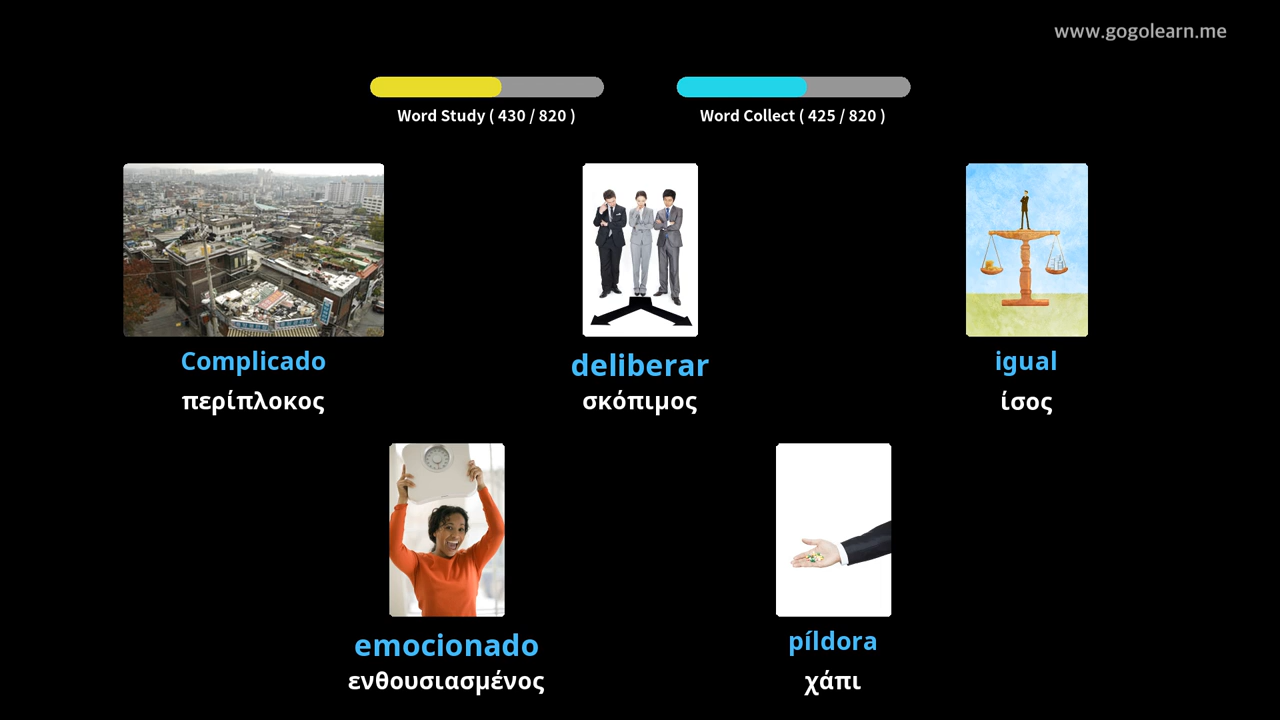 www.gogolearn.me
Word Study ( 430 / 820 )
Word Collect ( 425 / 820 )
Complicado
περίπλοκος
deliberar
σκόπιμος
igual
ίσος
emocionado
ενθουσιασμένος
píldora
χάπι